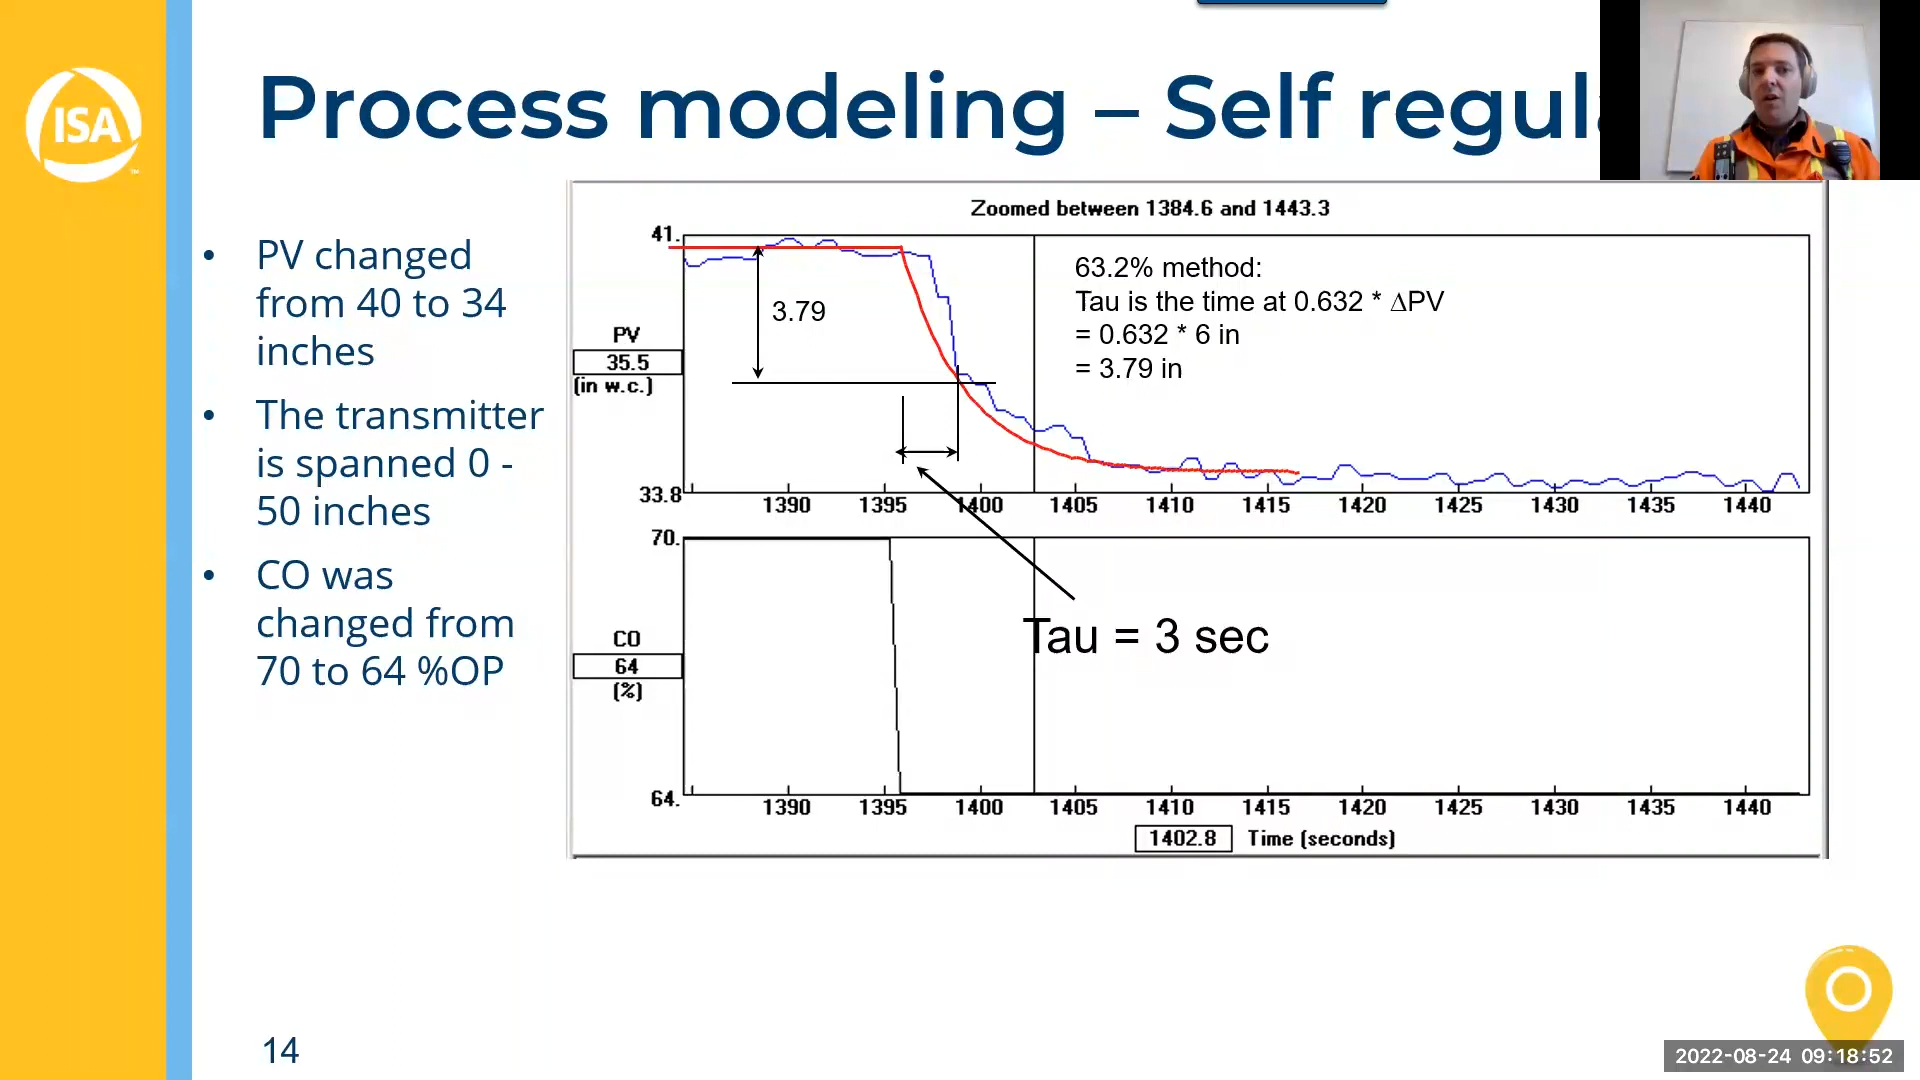 ISA
TM
Process modeling – Self regula
• PV changed
from 40 to 34
inches
• The transmitter
is spanned 0 -
50 inches
• CO was
changed from
70 to 64 %OP
Zoomed between 1384.6 and 1443.3
41.
PV
35.5
(in w.c.)
33.8
3.79
63.2% method:
Tau is the time at 0.632 * ΔPV
= 0.632 * 6 in
= 3.79 in
1390 1395 1400 1405 1410 1415 1420 1425 1430 1435 1440
70.
CO
64
(%)
64.
Tau = 3 sec
1390 1395 1400 1405 1410 1415 1420 1425 1430 1435 1440
1402.8 Time (seconds)
14
2022-08-24 09:18:52